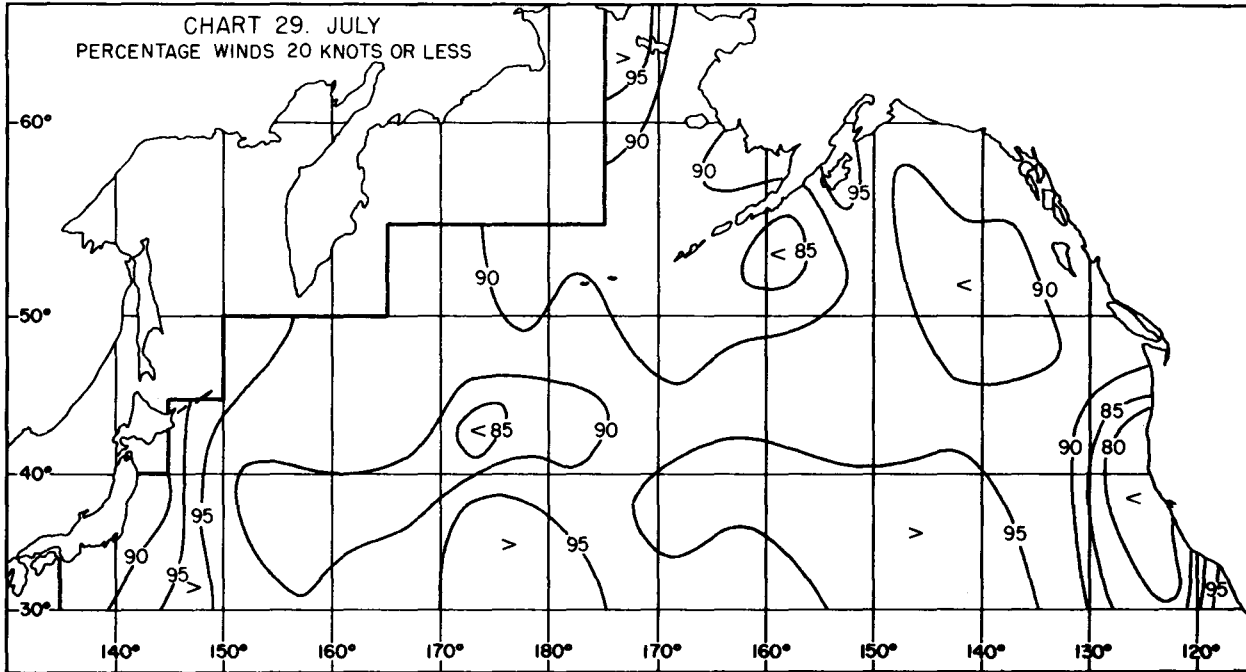 CHART 29. JULY
PERCENTAGE WINDS 20 KNOTS OR LESS
> 95
60° 90 90 95
< 85
90 < 90
50°
85
< 85 90 90 80
40°
95 <
90 > 95 > 95
95 >
30° 95
140° 150° 160° 170° 180° 170° 160° 150° 140° 130° 120°